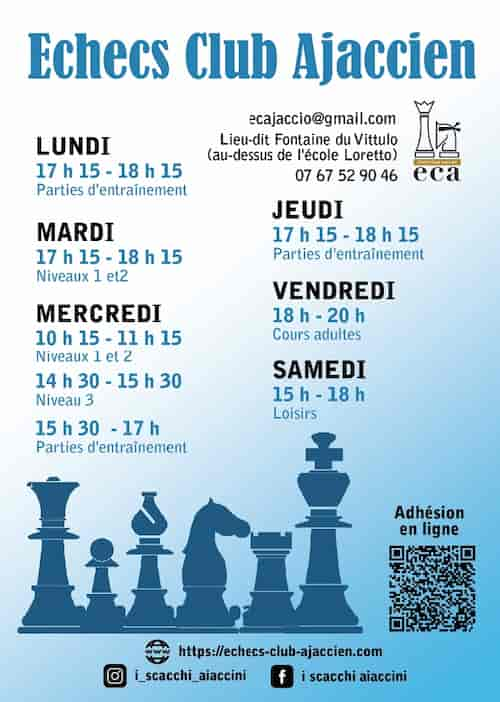 Echecs Club Ajaccien
ecajaccio@gmail.com
Lieu-dit Fontaine du Vittulo
(au-dessus de l'école Loretto)
07 67 52 90 46
eca
LUNDI
17 h 15 - 18 h 15
Parties d'entraînement
MARDI
17 h 15 - 18 h 15
Niveaux 1 et2
MERCREDI
10 h 15 - 11 h 15
Niveaux 1 et 2
14 h 30 - 15 h 30
Niveau 3
15 h 30 - 17 h
Parties d'entraînement
JEUDI
17 h 15 - 18 h 15
Parties d'entraînement
VENDREDI
18 h - 20 h
Cours adultes
SAMEDI
15 h - 18 h
Loisirs
Adhésion
en ligne
https://echecs-club-ajaccien.com
i_scacchi_aiaccini
i scacchi aiaccini